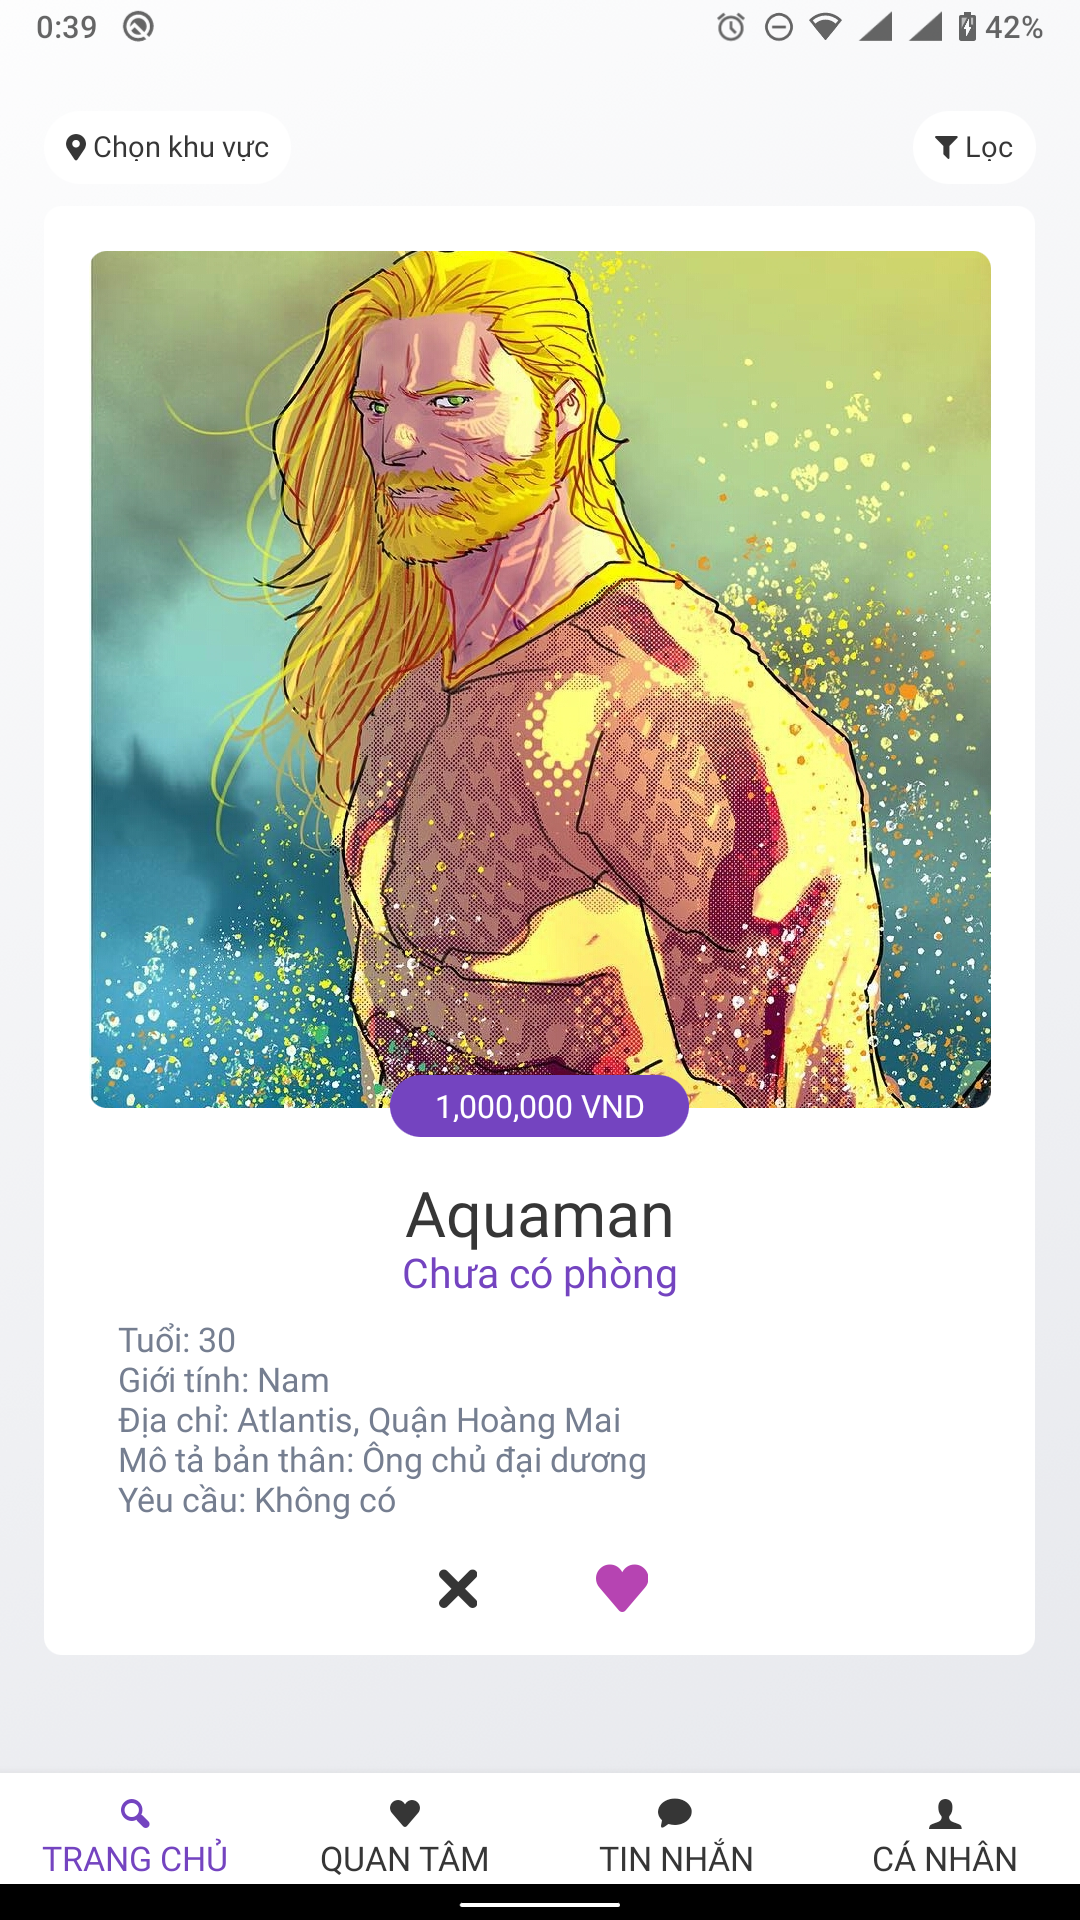 0:39
42%
Chọn khu vực
Lọc
1,000,000 VND
Aquaman
Chưa có phòng
Tuổi: 30
Giới tính: Nam
Địa chỉ: Atlantis, Quận Hoàng Mai
Mô tả bản thân: Ông chủ đại dương
Yêu cầu: Không có
TRANG CHỦ
QUAN TÂM
TIN NHẮN
CÁ NHÂN